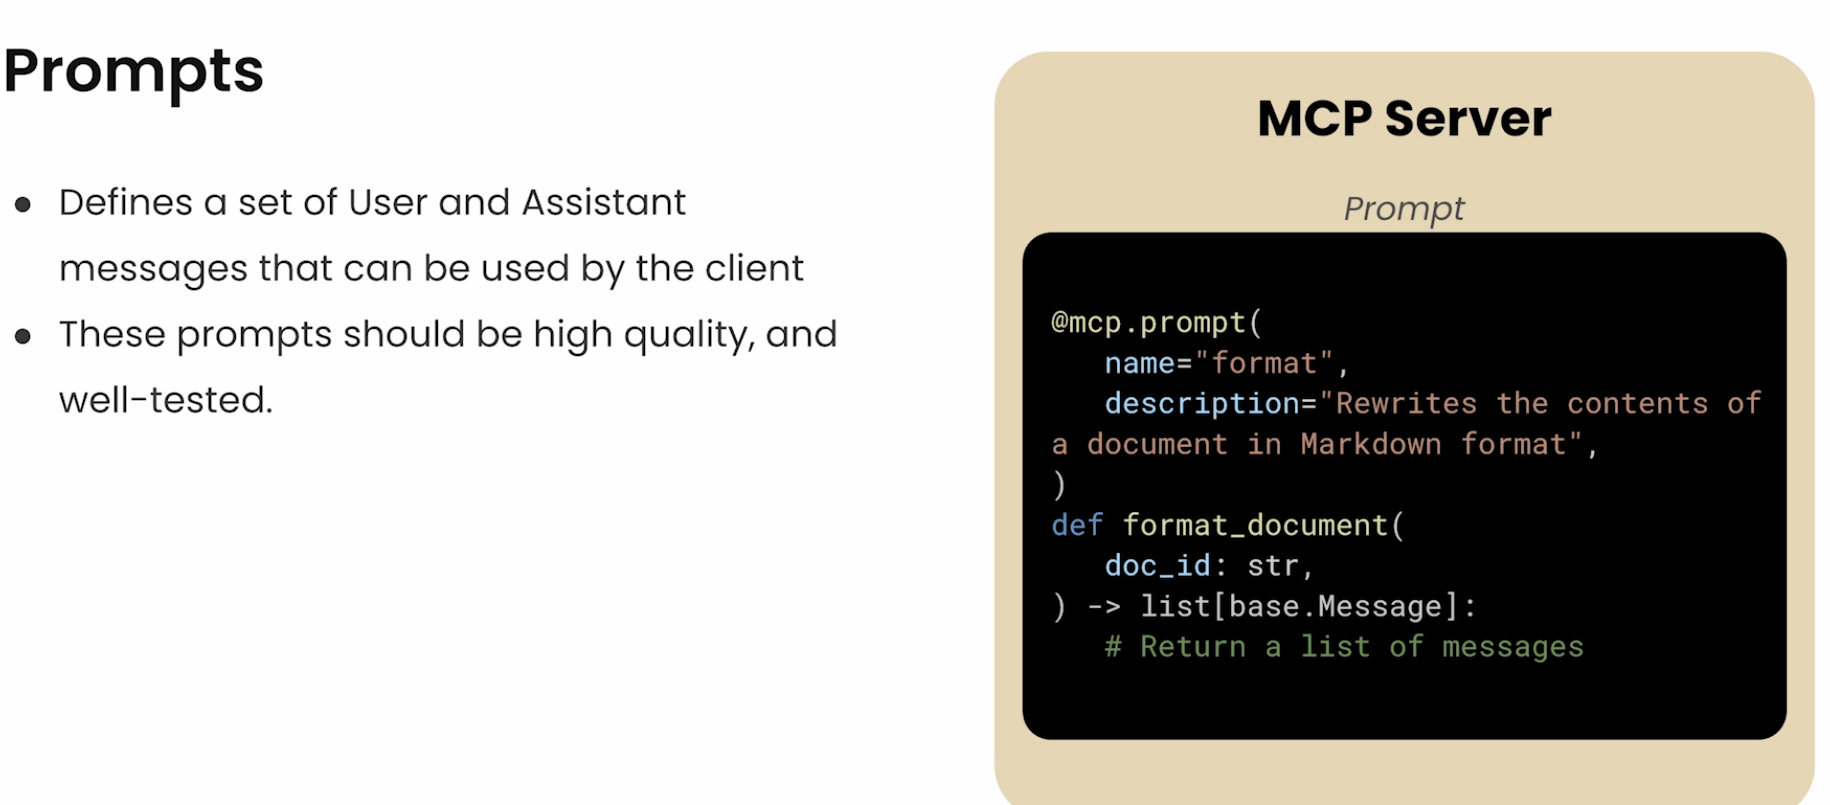 Prompts
● Defines a set of User and Assistant
messages that can be used by the client
● These prompts should be high quality, and
well-tested.
MCP Server
Prompt
@mcp.prompt(
   name="format",
   description="Rewrites the contents of
a document in Markdown format",
)
def format_document(
   doc_id: str,
) -> list[base.Message]:
   # Return a list of messages